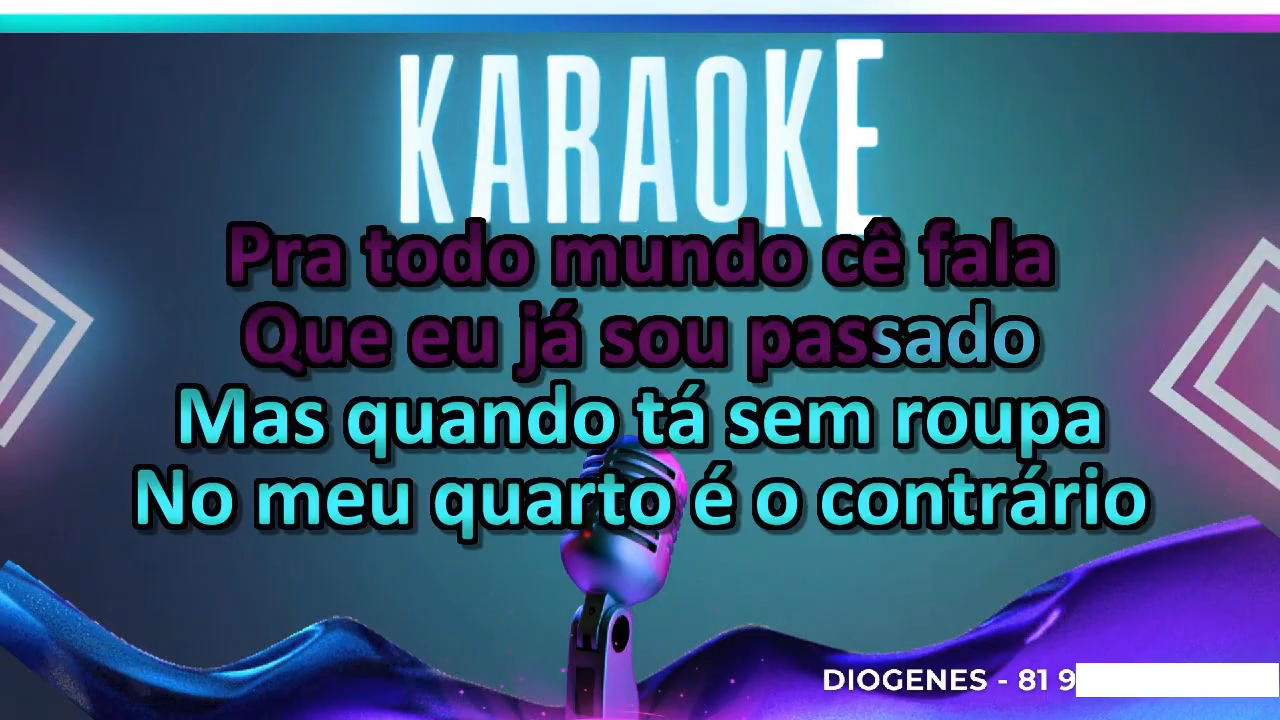 KARAOKE
Pra todo mundo cê fala
Que eu já sou passado
Mas quando tá sem roupa
No meu quarto é o contrário
DIOGENES - 81 9